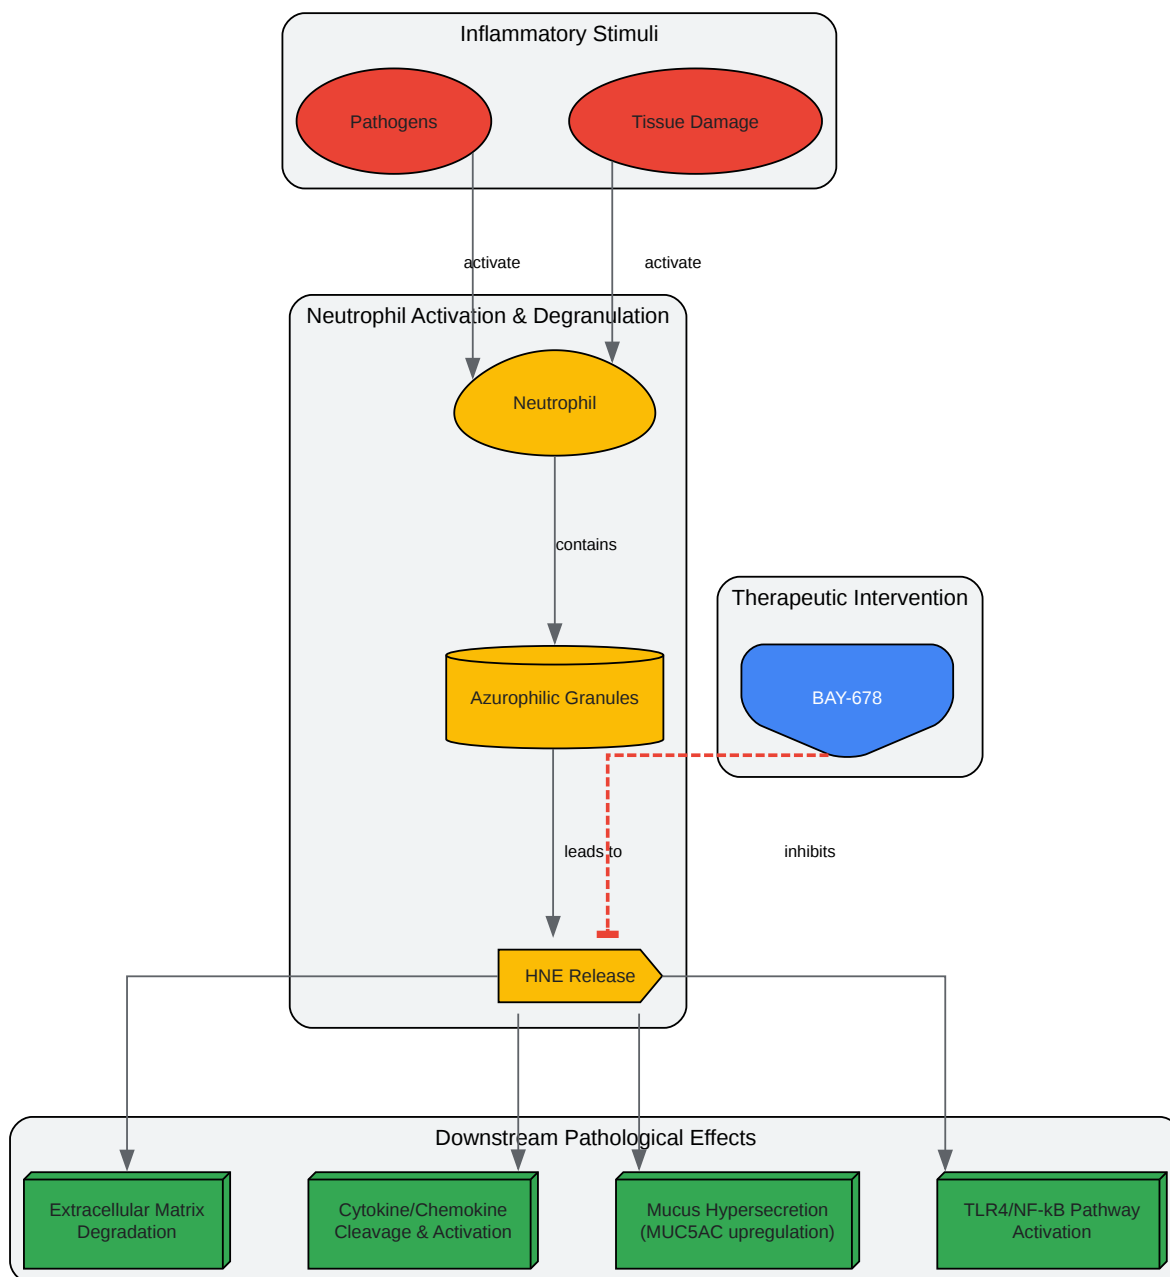 Inflammatory Stimuli
Pathogens
Tissue Damage
activate
activate
Neutrophil Activation & Degranulation
Neutrophil
contains
Therapeutic Intervention
Azurophilic Granules
BAY-678
leads to
inhibits
HNE Release
Downstream Pathological Effects
Extracellular Matrix
Degradation
Cytokine/Chemokine
Cleavage & Activation
Mucus Hypersecretion
(MUC5AC upregulation)
TLR4/NF-kB Pathway
Activation